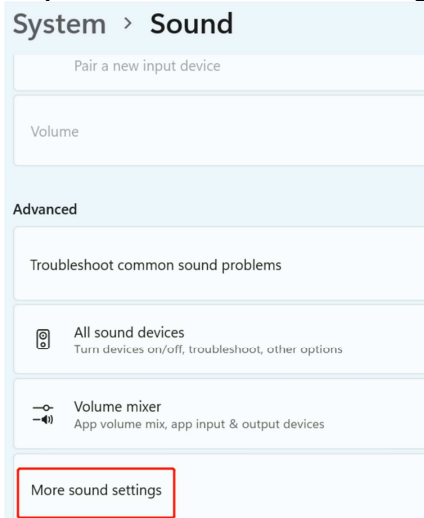 System > Sound
Pair a new input device
Volume
Advanced
Troubleshoot common sound problems
All sound devices
Turn devices on/off, troubleshoot, other options
Volume mixer
App volume mix, app input & output devices
More sound settings